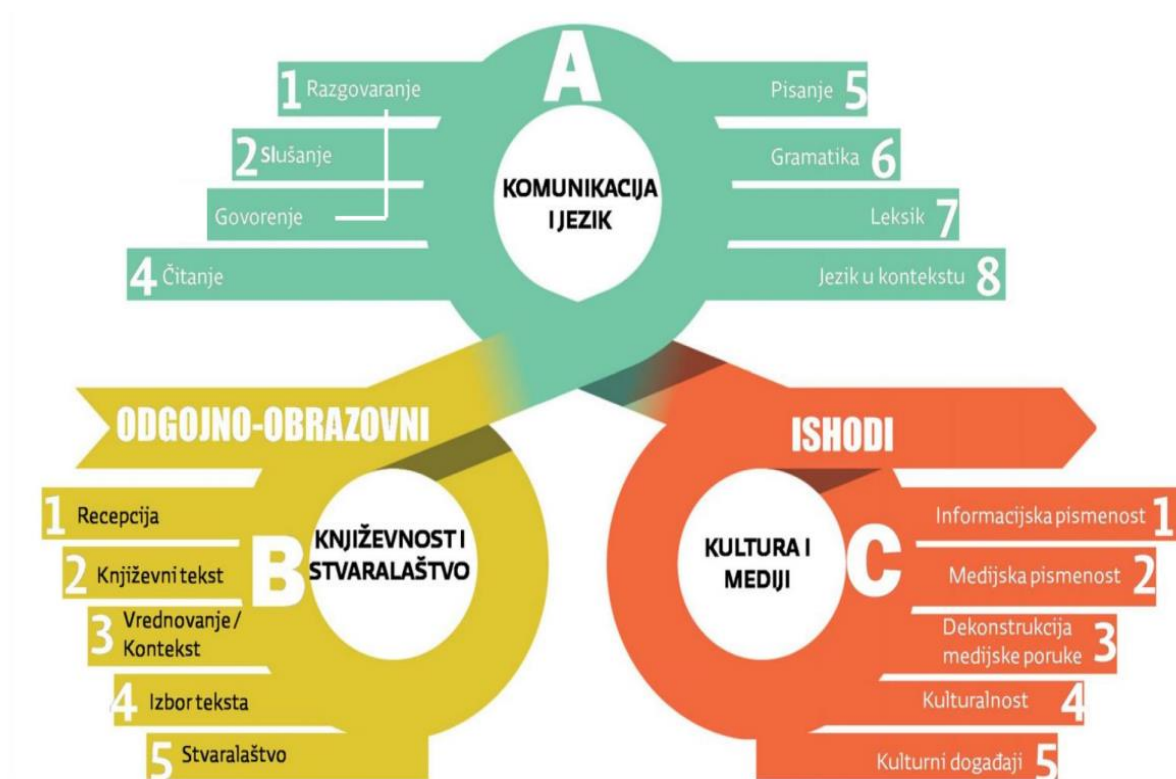 A
1 Razgovaranje
2 Slušanje
Govorenje
4 Čitanje
KOMUNIKACIJA
I JEZIK
Pisanje 5
Gramatika 6
Leksik 7
Jezik u kontekstu 8
ODGOJNO-OBRAZOVNI
ISHODI
1 Recepcija
2 Književni tekst
3 Vrednovanje /
Kontekst
4 Izbor teksta
5 Stvaralaštvo
B
KNJIŽEVNOST I
STVARALAŠTVO
KULTURA I
MEDIJI
C
Informacijska pismenost 1
Medijska pismenost 2
Dekonstrukcija
medijske poruke 3
Kulturalnost 4
Kulturni događaji 5